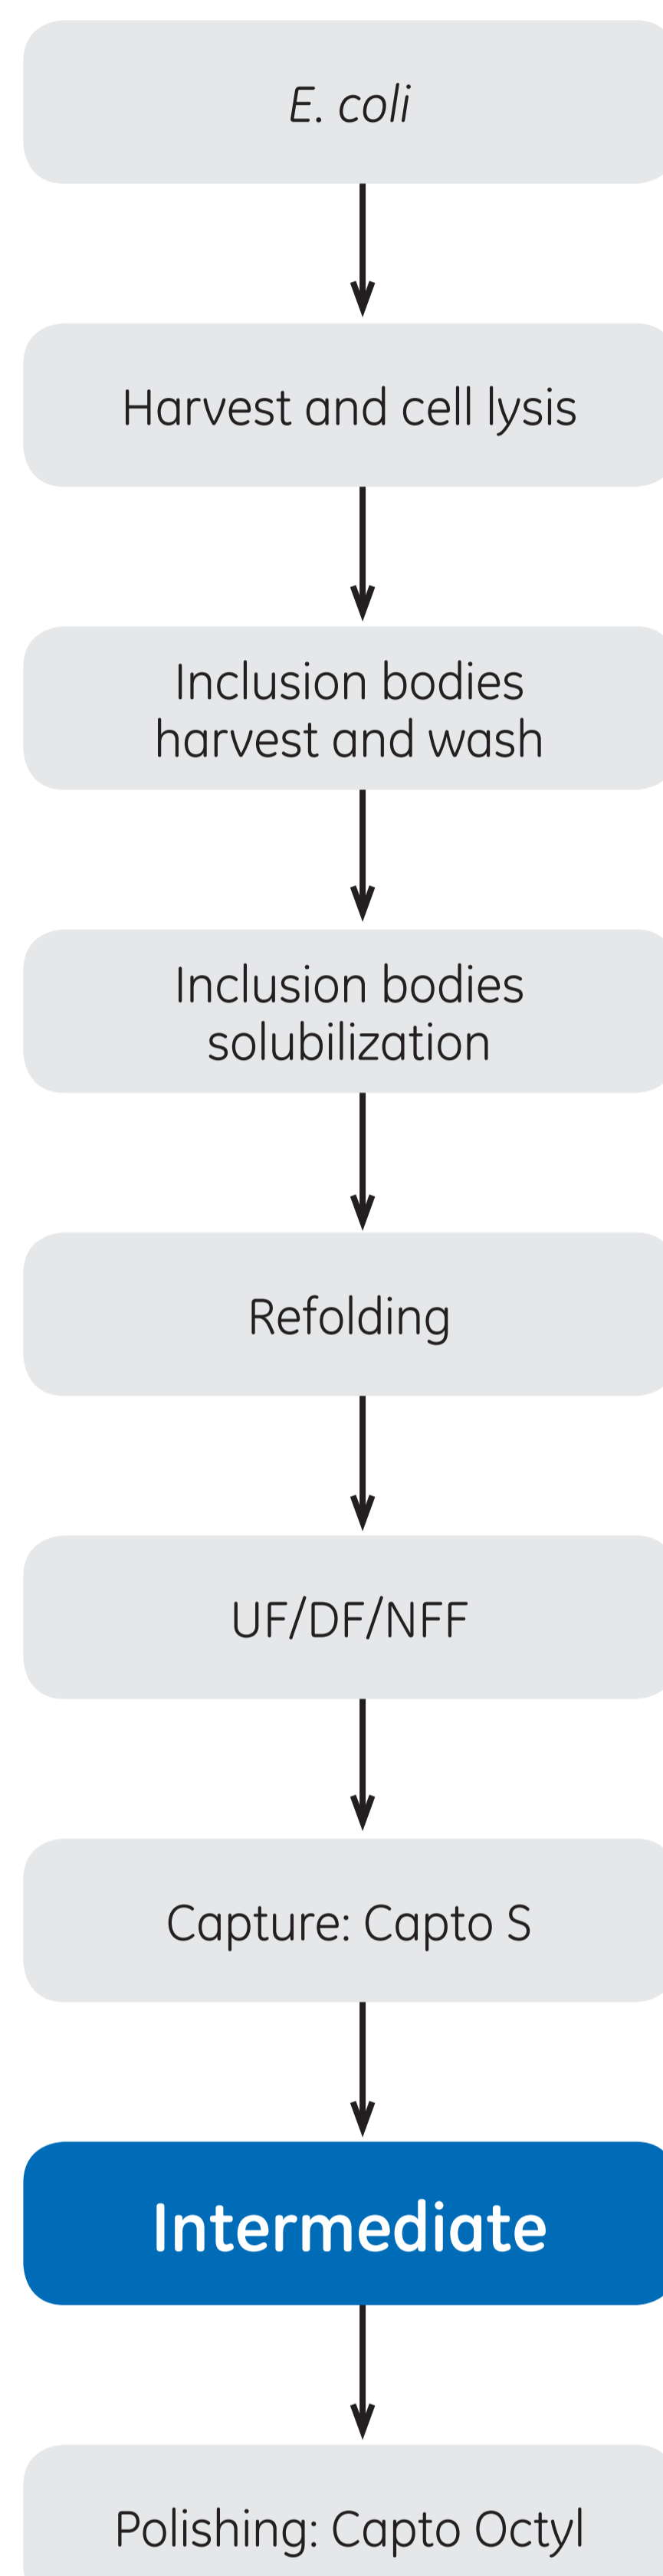 E. coli
Harvest and cell lysis
Inclusion bodies
harvest and wash
Inclusion bodies
solubilization
Refolding
UF/DF/NFF
Capture: Capto S
Intermediate
Polishing: Capto Octyl